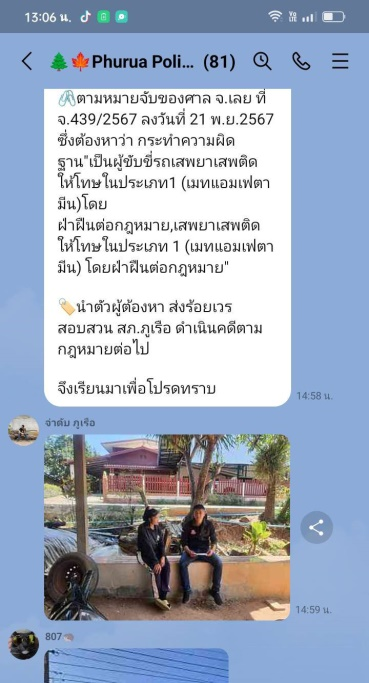 13:06 น.
Phurua Poli... (81)
ตามหมายจับของศาล จ.เลย ที่
จ.439/2567 ลงวันที่ 21 พ.ย.2567
ซึ่งต้องหาว่า กระทำความผิด
ฐาน"เป็นผู้ขับขี่รถเสพยาเสพติด
ให้โทษในประเภท1 (เมทแอมเฟตา
มีน)โดย
ฝ่าฝืนต่อกฎหมาย,เสพยาเสพติด
ให้โทษในประเภท 1 (เมทแอมเฟตา
มีน) โดยฝ่าฝืนต่อกฎหมาย"
นำตัวผู้ต้องหา ส่งร้อยเวร
สอบสวน สภ.ภูเรือ ดำเนินคดีตาม
กฎหมายต่อไป
จึงเรียนมาเพื่อโปรดทราบ
14:58 น.
จ่าดับ ภูเรือ
14:59 น.
807